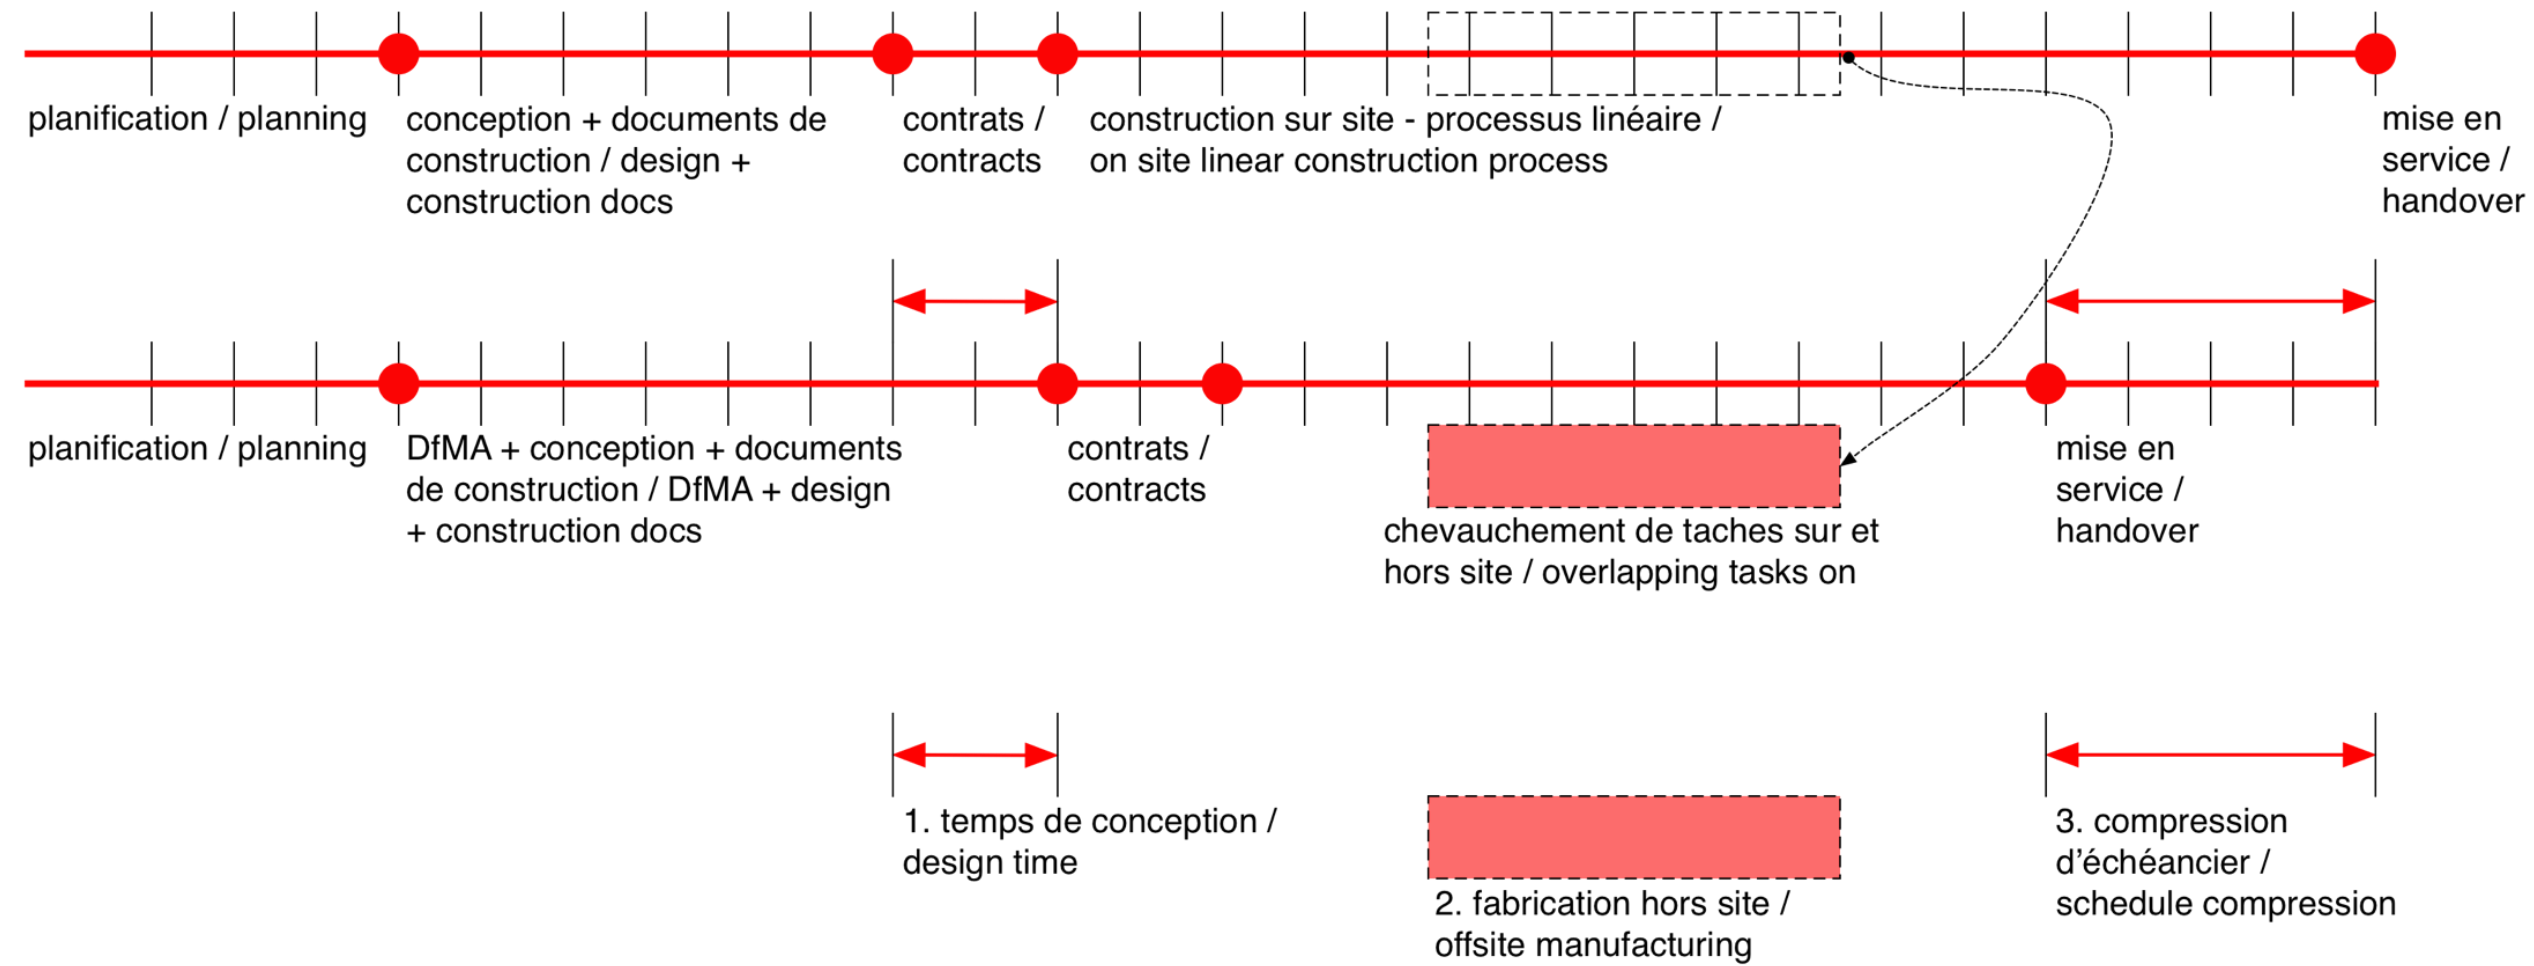 planification / planning
conception + documents de
construction / design +
construction docs
contrats /
contracts
construction sur site - processus linéaire /
on site linear construction process
mise en
service /
handover
planification / planning
DfMA + conception + documents
de construction / DfMA + design
+ construction docs
contrats /
contracts
chevauchement de taches sur et
hors site / overlapping tasks on
mise en
service /
handover
1. temps de conception /
design time
2. fabrication hors site /
offsite manufacturing
3. compression
d’échéancier /
schedule compression